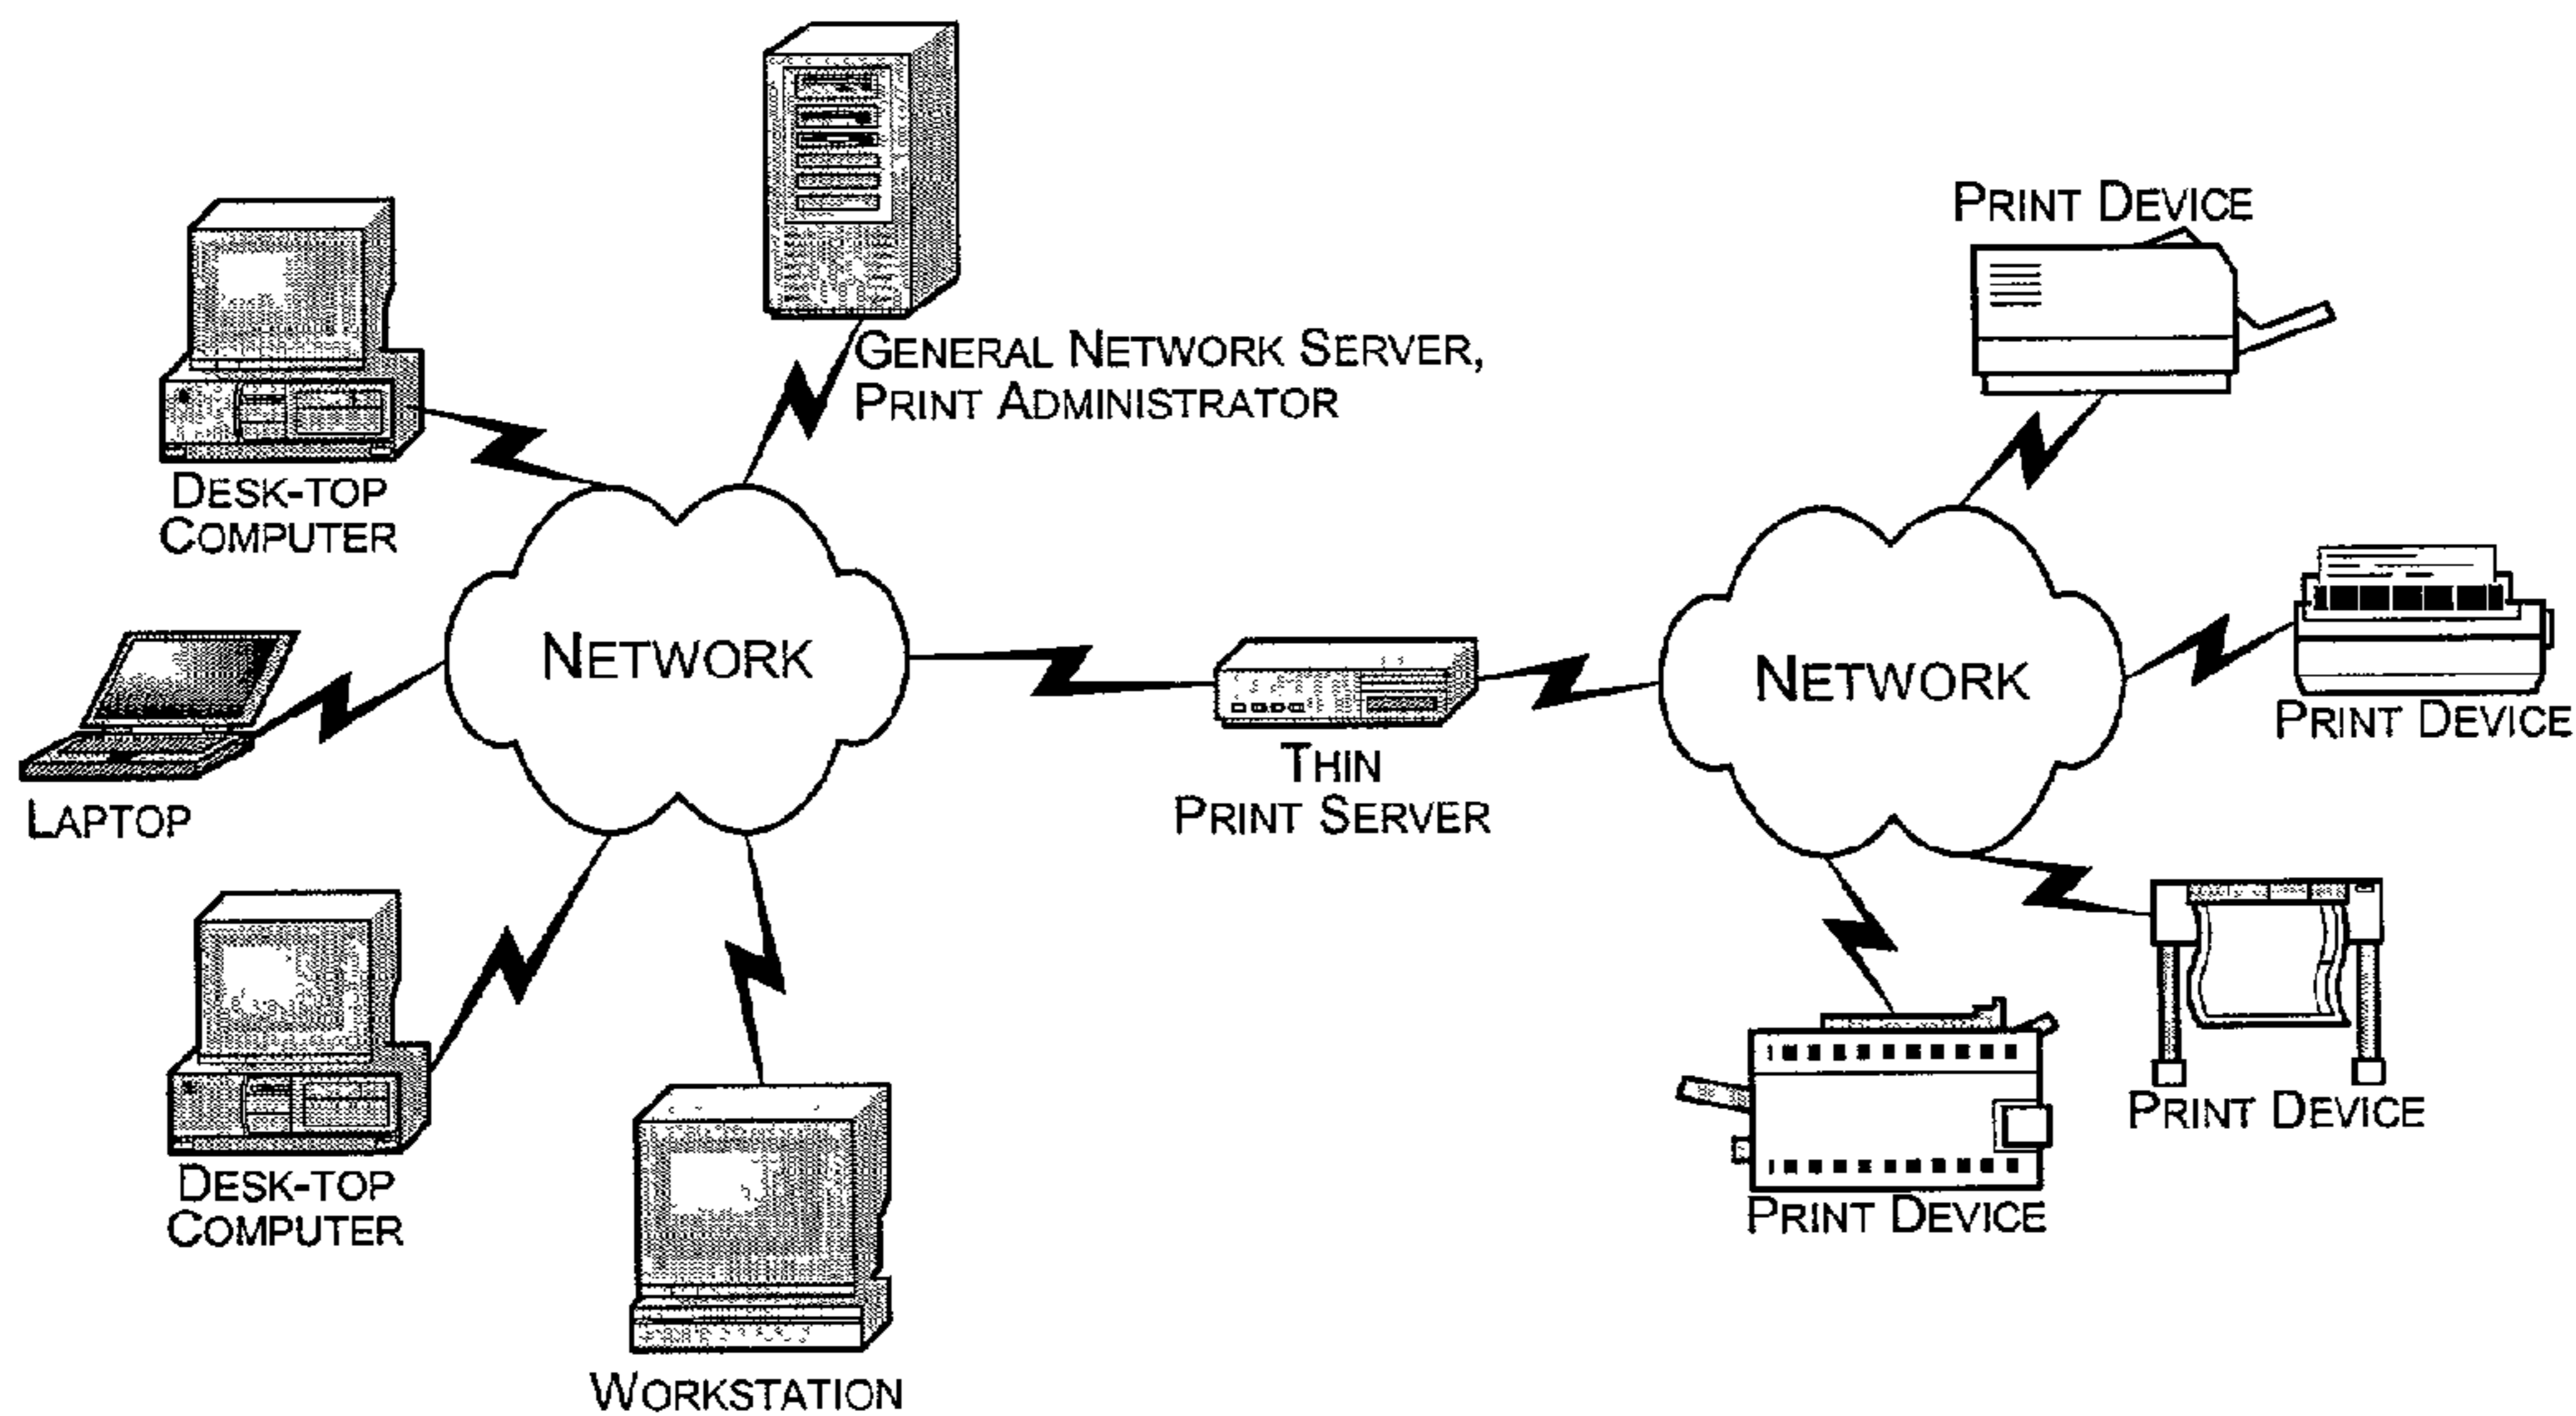 PRINT DEVICE
GENERAL NETWORK SERVER,
PRINT ADMINISTRATOR
DESK-TOP
COMPUTER
NETWORK
NETWORK
PRINT DEVICE
THIN
PRINT SERVER
LAPTOP
PRINT DEVICE
DESK-TOP
COMPUTER
PRINT DEVICE
WORKSTATION